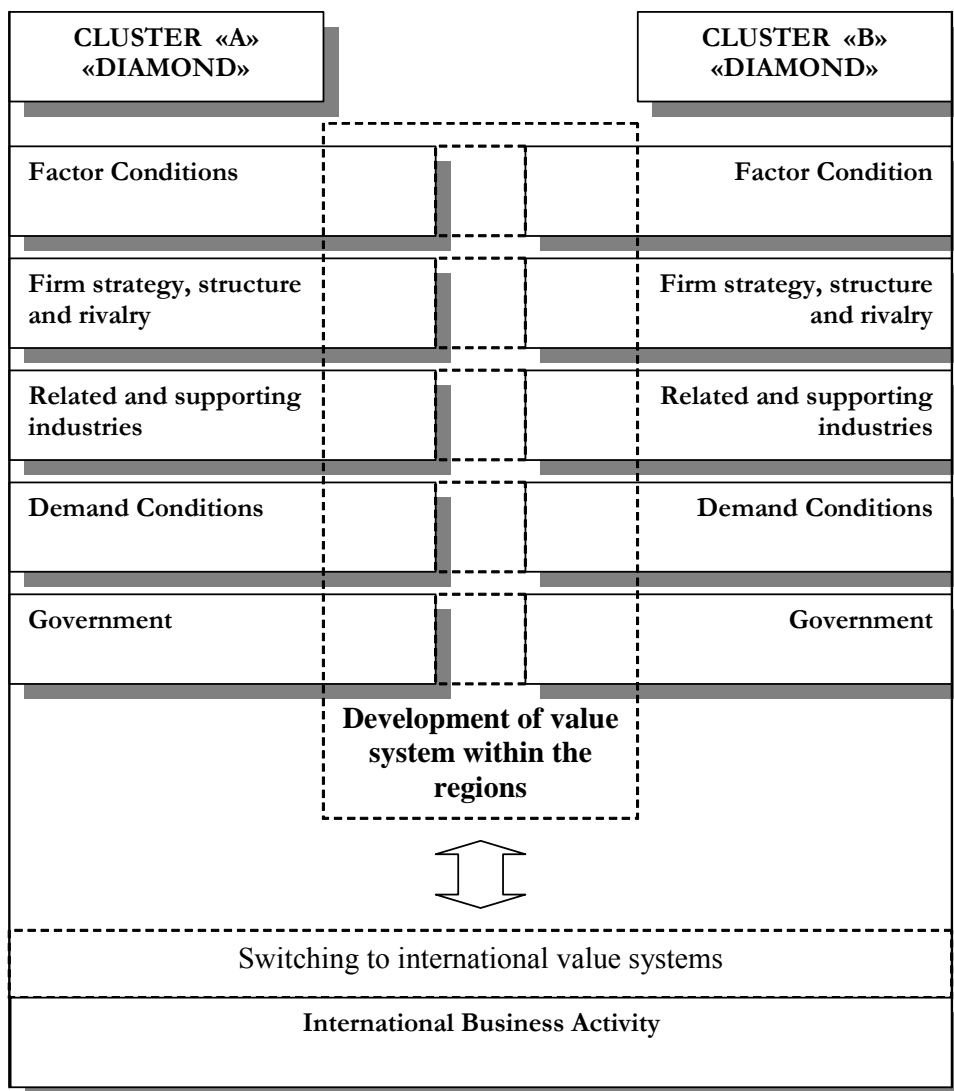 CLUSTER «A»
«DIAMOND»
CLUSTER «B»
«DIAMOND»
Factor Conditions
Factor Condition
Firm strategy, structure
and rivalry
Firm strategy, structure
and rivalry
Related and supporting
industries
Related and supporting
industries
Demand Conditions
Demand Conditions
Government
Government
Development of value
system within the
regions
Switching to international value systems
International Business Activity